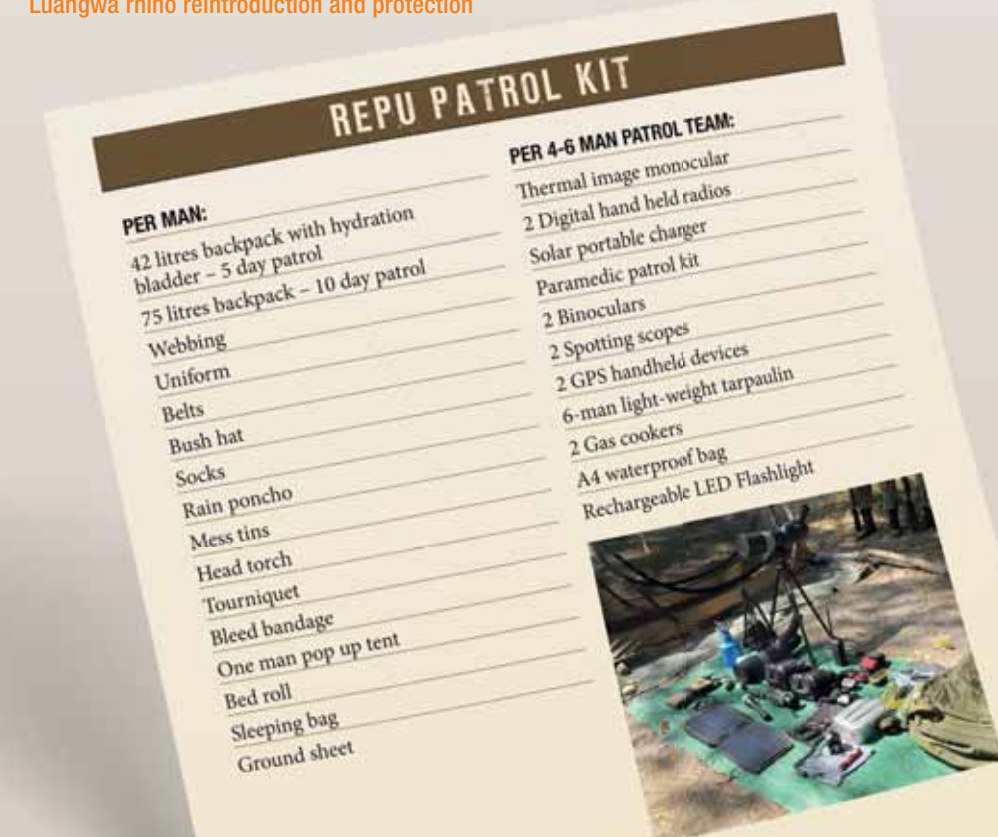 Luangwa rhino reintroduction and protection
REPU PATROL KIT
PER MAN:
42 litres backpack with hydration
bladder – 5 day patrol
75 litres backpack – 10 day patrol
Webbing
Uniform
Belts
Bush hat
Socks
Rain poncho
Mess tins
Head torch
Tourniquet
Bleed bandage
One man pop up tent
Bed roll
Sleeping bag
Ground sheet
PER 4-6 MAN PATROL TEAM:
Thermal image monocular
2 Digital hand held radios
Solar portable charger
Paramedic patrol kit
2 Binoculars
2 Spotting scopes
2 GPS handheld devices
6-man light-weight tarpaulin
2 Gas cookers
A4 waterproof bag
Rechargeable LED Flashlight